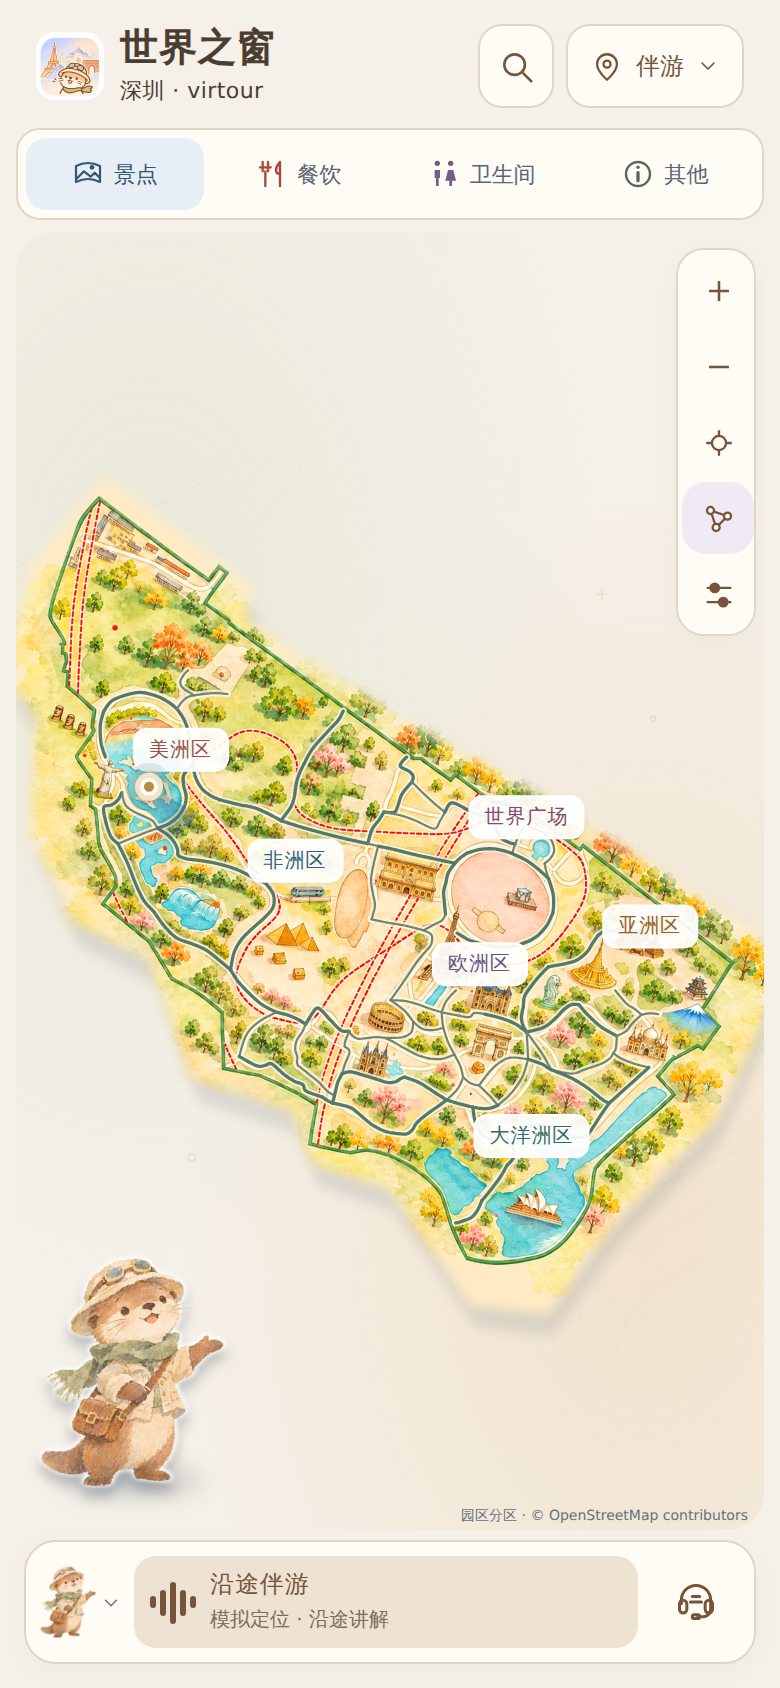 世界之窗
深圳 · virtour
伴游
景点
餐饮
卫生间
其他
美洲区
世界广场
非洲区
亚洲区
欧洲区
大洋洲区
园区分区 · © OpenStreetMap contributors
沿途伴游
模拟定位 · 沿途讲解